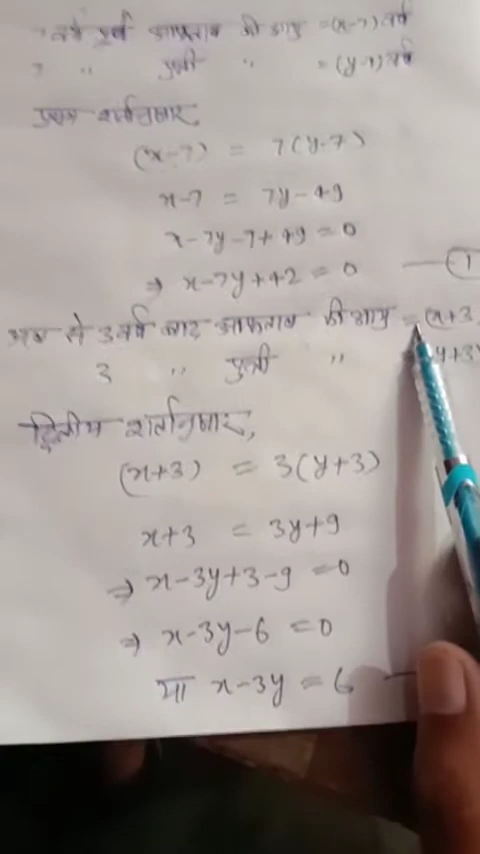 वर्ष पूर्व आफताब की आयु = (x-7) वर्ष
7 " पुत्री " = (y-7) वर्ष
प्रथम शर्तानुसार,
(x-7) = 7(y-7)
x-7 = 7y-49
x-7y-7+49=0
⇒ x-7y+42=0 — 1
अब से 3 वर्ष बाद आफताब की आयु = (x+3
3 " पुत्री " y+3)
द्वितीय शर्तानुसार,
(x+3) = 3(y+3)
x+3 = 3y+9
⇒ x-3y+3-9=0
⇒ x-3y-6=0
या x-3y=6 —